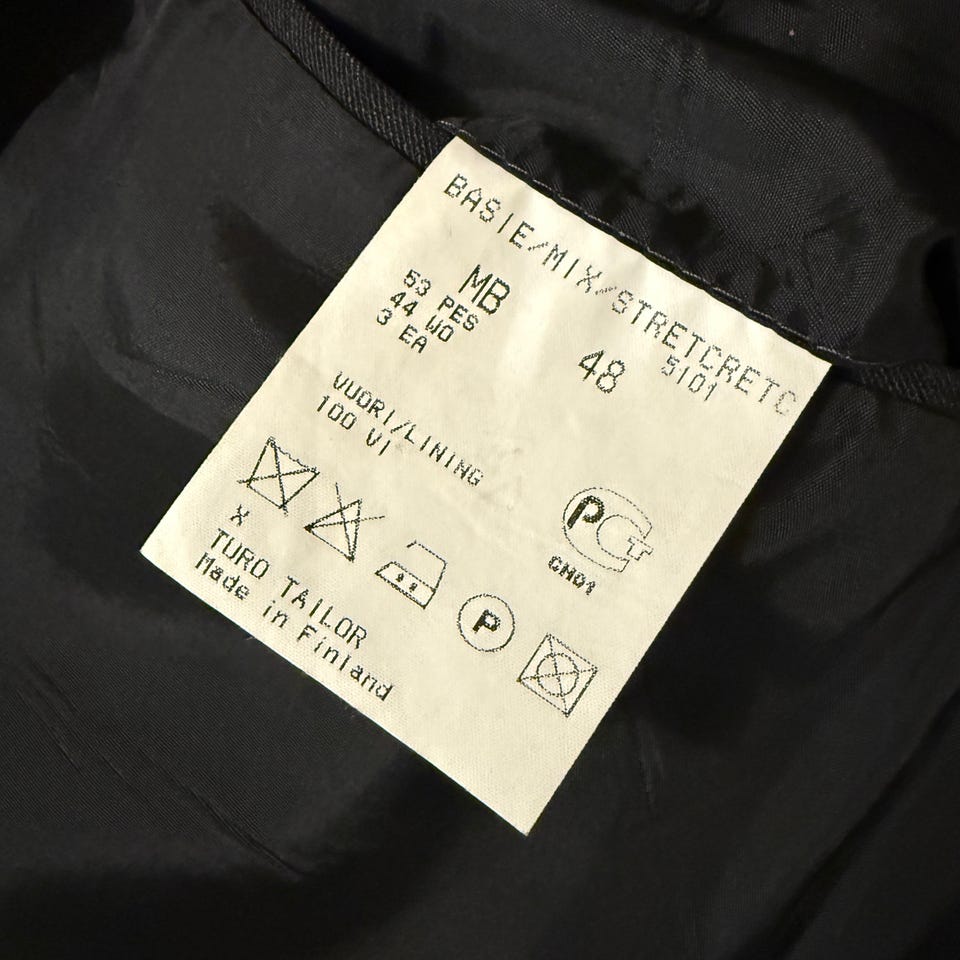 BASIE/MIX/STRETCRETC
MB 48 5101
53 PES
44 WO
3 EA
VUORI/LINING
100 VI
PCT
CH01
P
X
TURO TAILOR
Made in Finland